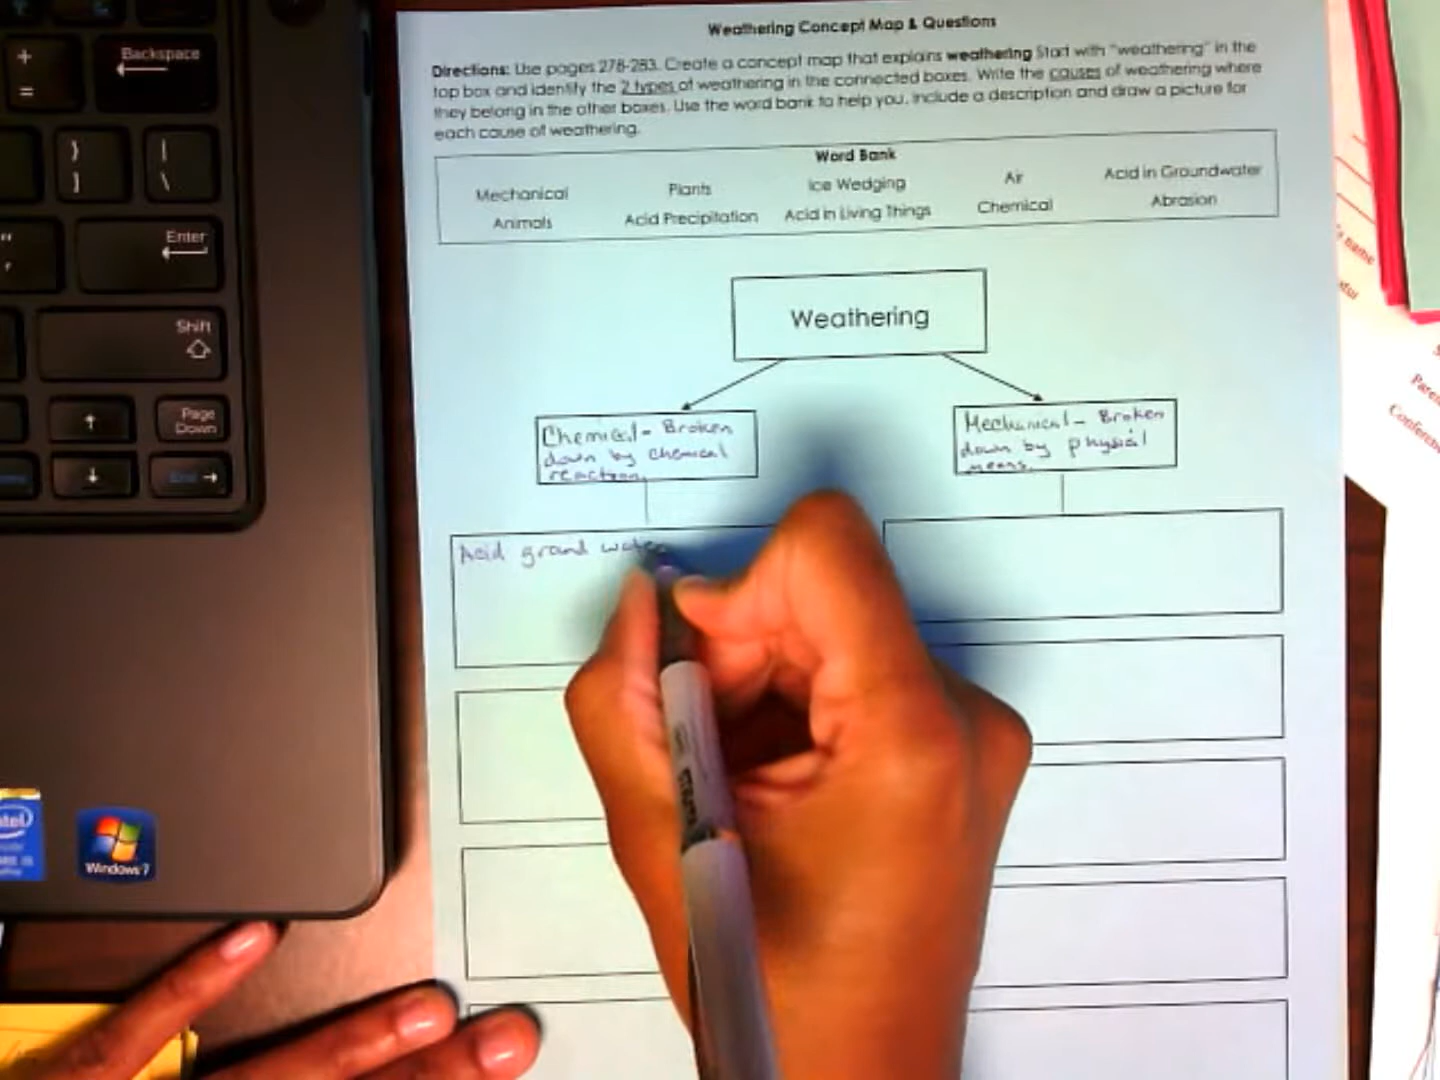 Weathering Concept Map & Questions
Directions: Use pages 278-283. Create a concept map that explains weathering Start with "weathering" in the
top box and identify the 2 types of weathering in the connected boxes. Write the causes of weathering where
they belong in the other boxes. Use the word bank to help you. Include a description and draw a picture for
each cause of weathering.
Word Bank
Mechanical Plants Ice Wedging Air Acid in Groundwater
Animals Acid Precipitation Acid in Living Things Chemical Abrasion
Weathering
Chemical - Broken
down by chemical
reaction.
Mechanical - Broken
down by physical
means.
Acid ground water
+
=
Backspace
}
]
|
\
"
,
Enter
Shift
Page
Down
End
intel
Windows 7
name
Conferen